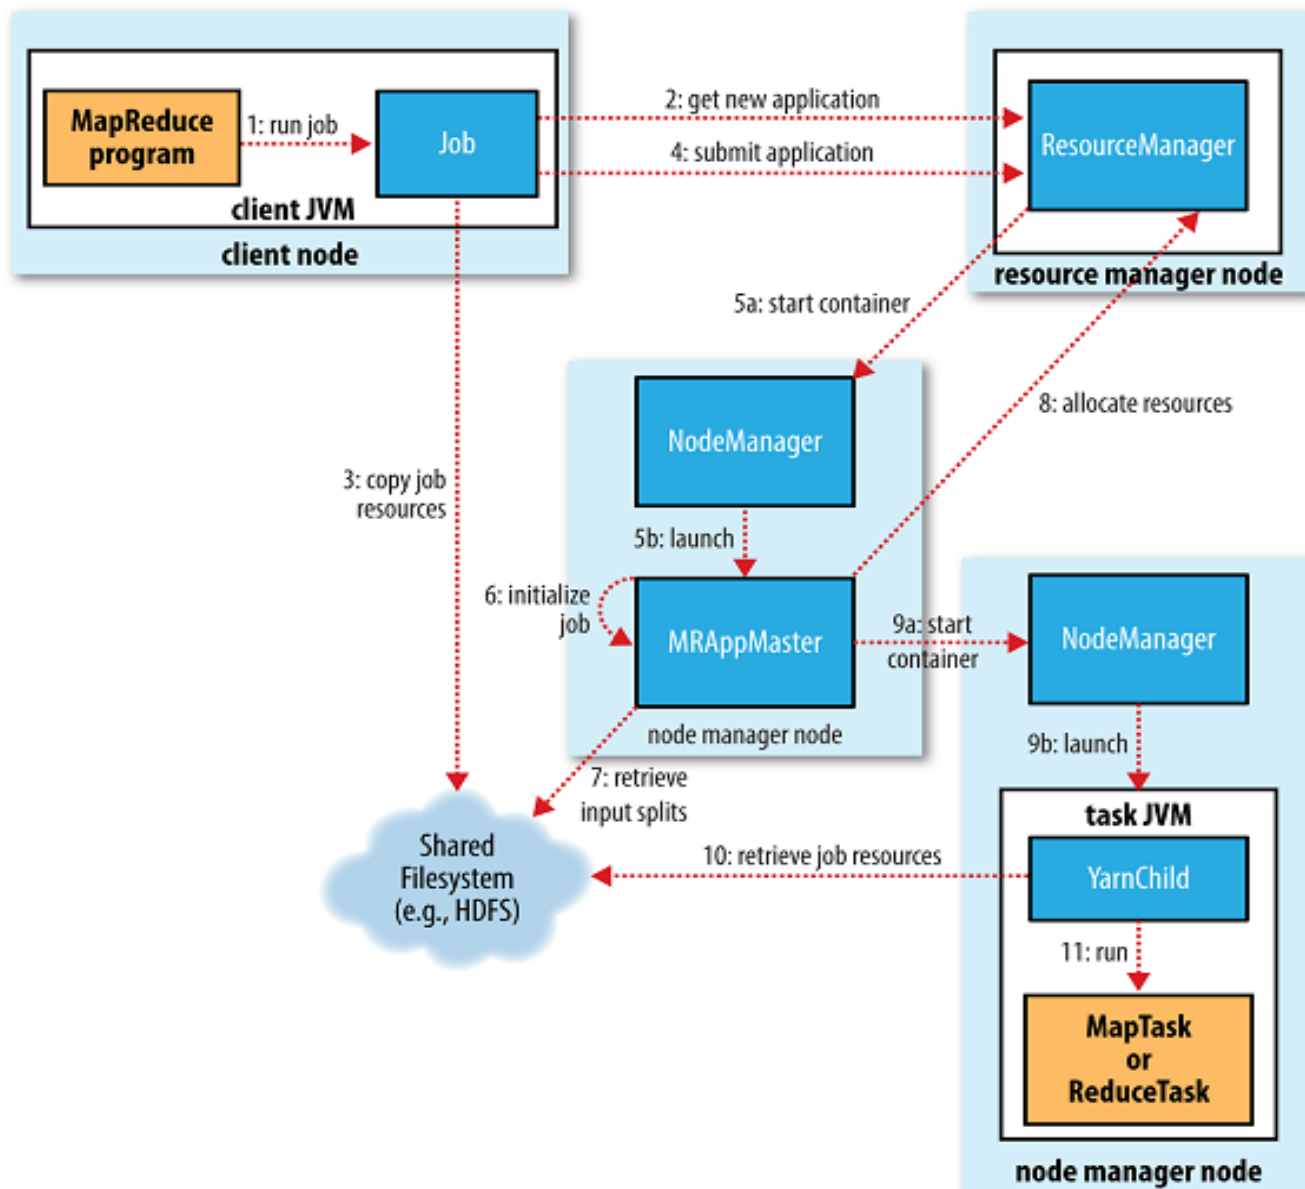 MapReduce
program
1: run job
Job
client JVM
client node
2: get new application
4: submit application
ResourceManager
resource manager node
5a: start container
NodeManager
8: allocate resources
3: copy job
resources
5b: launch
6: initialize
job
MRAppMaster
9a: start
container
NodeManager
node manager node
9b: launch
7: retrieve
input splits
task JVM
Shared
Filesystem
(e.g., HDFS)
10: retrieve job resources
YarnChild
11: run
MapTask
or
ReduceTask
node manager node